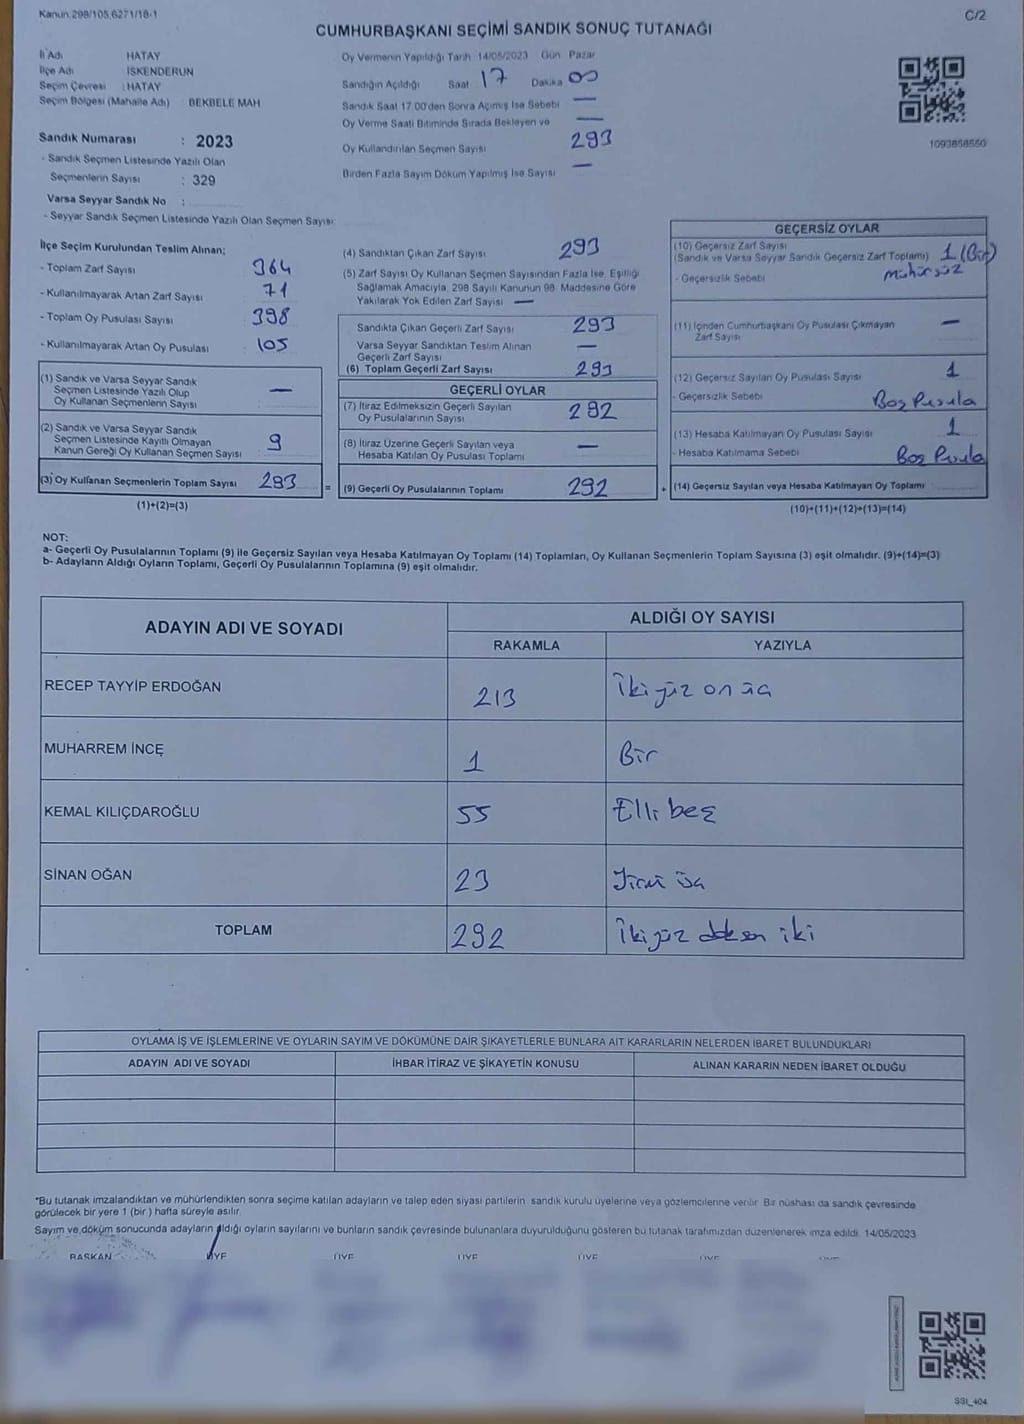 Kanun:298/105,6271/18-1
C/2
CUMHURBAŞKANI SEÇİMİ SANDIK SONUÇ TUTANAĞI
İl Adı HATAY
İlçe Adı İSKENDERUN
Seçim Çevresi : HATAY
Seçim Bölgesi (Mahalle Adı) : BEKBELE MAH
Sandık Numarası : 2023
- Sandık Seçmen Listesinde Yazılı Olan
Seçmenlerin Sayısı : 329
Varsa Seyyar Sandık No :
- Seyyar Sandık Seçmen Listesinde Yazılı Olan Seçmen Sayısı:
Oy Vermenin Yapıldığı Tarih :14/05/2023 Gün: Pazar
Sandığın Açıldığı Saat 17 Dakika 00
Sandık Saat 17.00'den Sonra Açımış İse Sebebi —
Oy Verme Saati Bitiminde Sırada Bekleyen ve —
Oy Kullandırılan Seçmen Sayısı 293
Birden Fazla Sayım Döküm Yapılmış İse Sayısı —
1093858550
İlçe Seçim Kurulundan Teslim Alınan;
- Toplam Zarf Sayısı 364
- Kullanılmayarak Artan Zarf Sayısı 71
- Toplam Oy Pusulası Sayısı 398
- Kullanılmayarak Artan Oy Pusulası 105
(1) Sandık ve Varsa Seyyar Sandık
Seçmen Listesinde Yazılı Olup
Oy Kullanan Seçmenlerin Sayısı —
(2) Sandık ve Varsa Seyyar Sandık
Seçmen Listesinde Kayıtlı Olmayan
Kanun Gereği Oy Kullanan Seçmen Sayısı 9
(3) Oy Kullanan Seçmenlerin Toplam Sayısı 293
(1)+(2)=(3)
(4) Sandıktan Çıkan Zarf Sayısı 293
(5) Zarf Sayısı Oy Kullanan Seçmen Sayısından Fazla İse, Eşitliği
Sağlamak Amacıyla, 298 Sayılı Kanunun 98. Maddesine Göre
Yakılarak Yok Edilen Zarf Sayısı —
Sandıkta Çıkan Geçerli Zarf Sayısı 293
Varsa Seyyar Sandıktan Teslim Alınan
Geçerli Zarf Sayısı —
(6) Toplam Geçerli Zarf Sayısı 293
GEÇERLİ OYLAR
(7) İtiraz Edilmeksizin Geçerli Sayılan
Oy Pusulalarının Sayısı 292
(8) İtiraz Üzerine Geçerli Sayılan veya
Hesaba Katılan Oy Pusulası Toplamı —
= (9) Geçerli Oy Pusulalarının Toplamı 292
GEÇERSİZ OYLAR
(10) Geçersiz Zarf Sayısı
(Sandık ve Varsa Seyyar Sandık Geçersiz Zarf Toplamı) 1 (Bir)
- Geçersizlik Sebebi mühürsüz
(11) İçinden Cumhurbaşkanı Oy Pusulası Çıkmayan
Zarf Sayısı —
(12) Geçersiz Sayılan Oy Pusulası Sayısı 1
- Geçersizlik Sebebi Boş Pusula
(13) Hesaba Katılmayan Oy Pusulası Sayısı 1
- Hesaba Katılmama Sebebi Boş Pusula
+ (14) Geçersiz Sayılan veya Hesaba Katılmayan Oy Toplamı
(10)+(11)+(12)+(13)=(14)
NOT:
a- Geçerli Oy Pusulalarının Toplamı (9) ile Geçersiz Sayılan veya Hesaba Katılmayan Oy Toplamı (14) Toplamları, Oy Kullanan Seçmenlerin Toplam Sayısına (3) eşit olmalıdır. (9)+(14)=(3)
b- Adayların Aldığı Oyların Toplamı, Geçerli Oy Pusulalarının Toplamına (9) eşit olmalıdır.
ADAYIN ADI VE SOYADI
ALDIĞI OY SAYISI
RAKAMLA YAZIYLA
RECEP TAYYİP ERDOĞAN 213 İkiyüz on üç
MUHARREM İNCE 1 Bir
KEMAL KILIÇDAROĞLU 55 Elli beş
SİNAN OĞAN 23 Yirmi üç
TOPLAM 292 İkiyüz doksan iki
OYLAMA İŞ VE İŞLEMLERİNE VE OYLARIN SAYIM VE DÖKÜMÜNE DAİR ŞİKAYETLERLE BUNLARA AİT KARARLARIN NELERDEN İBARET BULUNDUKLARI
ADAYIN ADI VE SOYADI İHBAR İTİRAZ VE ŞİKAYETİN KONUSU ALINAN KARARIN NEDEN İBARET OLDUĞU
*Bu tutanak imzalandıktan ve mühürlendikten sonra seçime katılan adayların ve talep eden siyasi partilerin sandık kurulu üyelerine veya gözlemcilerine verilir. Bir nüshası da sandık çevresinde
görülecek bir yere 1 (bir ) hafta süreyle asılır.
Sayım ve döküm sonucunda adayların aldığı oyların sayılarını ve bunların sandık çevresinde bulunanlara duyurulduğunu gösteren bu tutanak tarafımızdan düzenlenerek imza edildi. 14/05/2023
BAŞKAN ÜYE ÜYE ÜYE ÜYE ÜYE
SSI_404